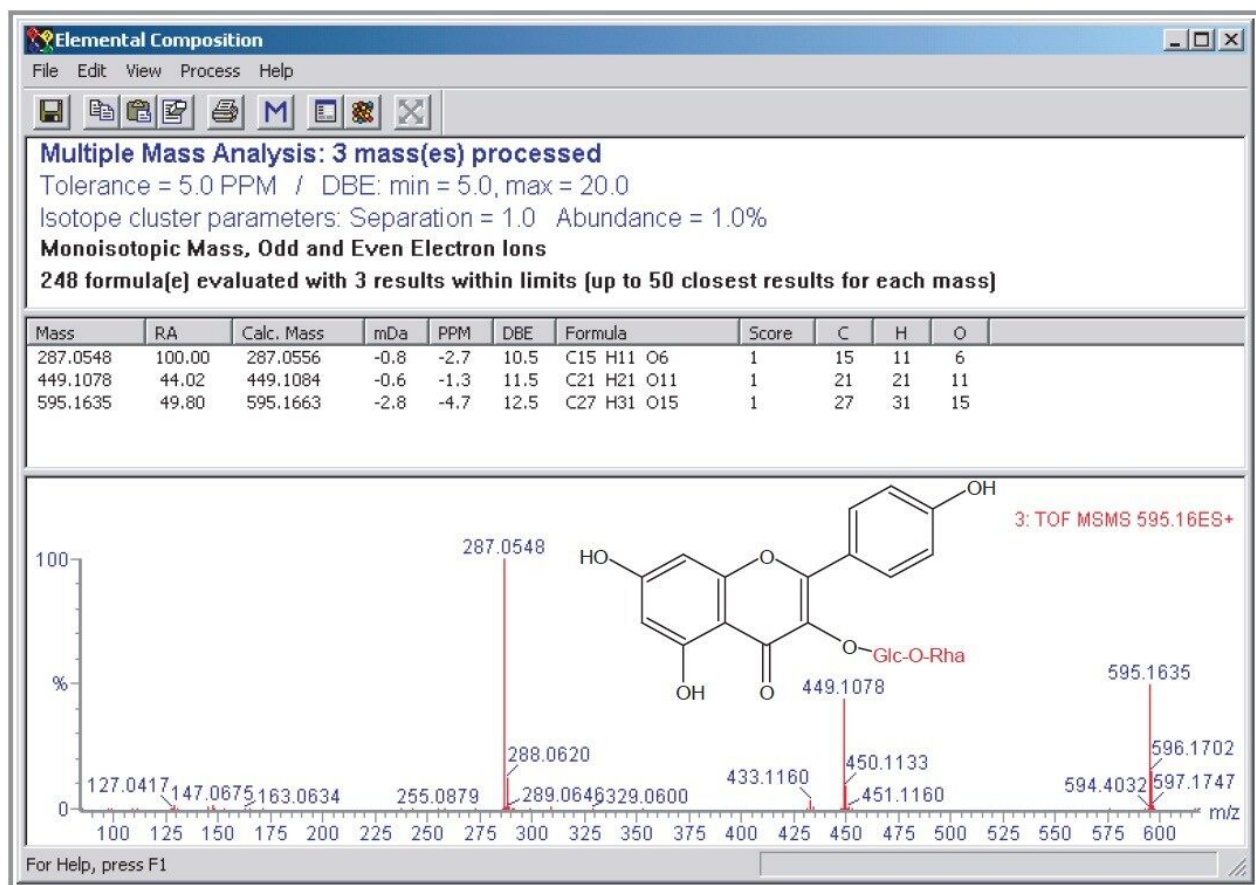 Elemental Composition
File Edit View Process Help
M
Multiple Mass Analysis: 3 mass(es) processed
Tolerance = 5.0 PPM / DBE: min = 5.0, max = 20.0
Isotope cluster parameters: Separation = 1.0 Abundance = 1.0%
Monoisotopic Mass, Odd and Even Electron Ions
248 formula(e) evaluated with 3 results within limits (up to 50 closest results for each mass)
Mass RA Calc. Mass mDa PPM DBE Formula Score C H O
287.0548 100.00 287.0556 -0.8 -2.7 10.5 C15 H11 O6 1 15 11 6
449.1078 44.02 449.1084 -0.6 -1.3 11.5 C21 H21 O11 1 21 21 11
595.1635 49.80 595.1663 -2.8 -4.7 12.5 C27 H31 O15 1 27 31 15
OH
3: TOF MSMS 595.16ES+
100 287.0548 HO O
O Glc-O-Rha
% OH O 449.1078 595.1635
288.0620 450.1133 596.1702
127.0417 147.0675 163.0634 255.0879 289.0646 329.0600 433.1160 451.1160 594.4032 597.1747
0 m/z
100 125 150 175 200 225 250 275 300 325 350 375 400 425 450 475 500 525 550 575 600
For Help, press F1